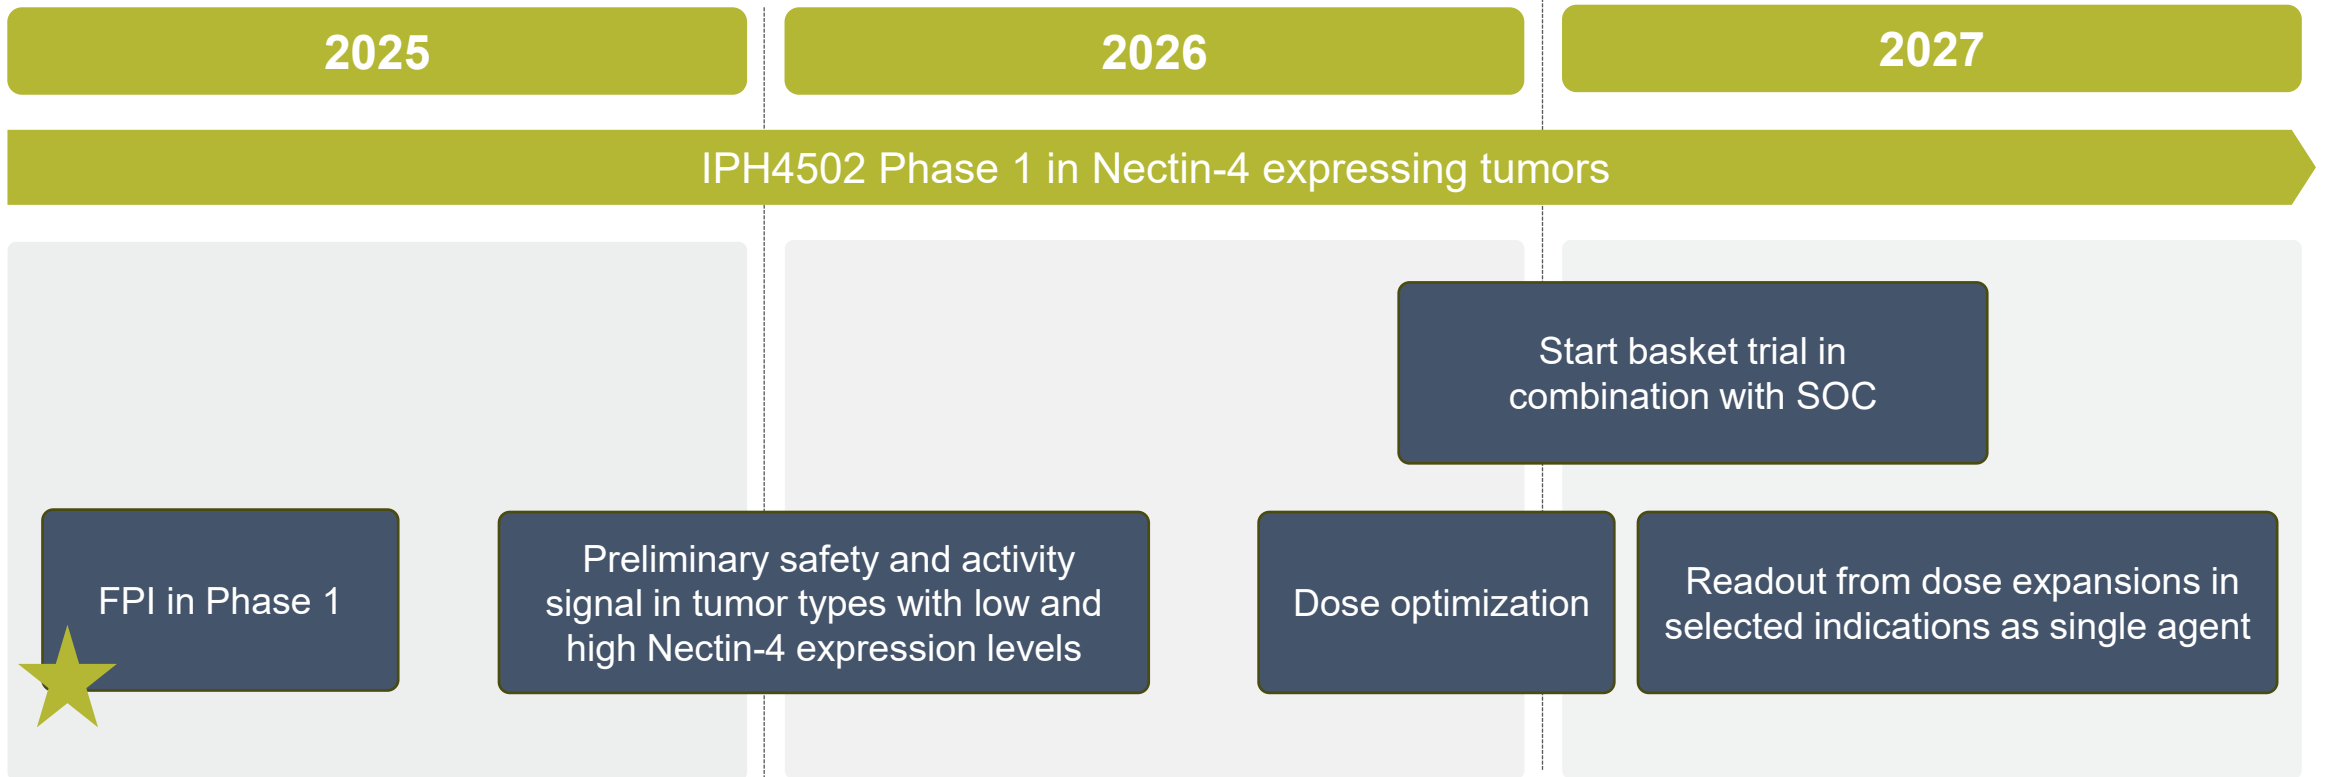 2025
2026
2027
IPH4502 Phase 1 in Nectin-4 expressing tumors
Start basket trial in
combination with SOC
FPI in Phase 1
Preliminary safety and activity
signal in tumor types with low and
high Nectin-4 expression levels
Dose optimization
Readout from dose expansions in
selected indications as single agent